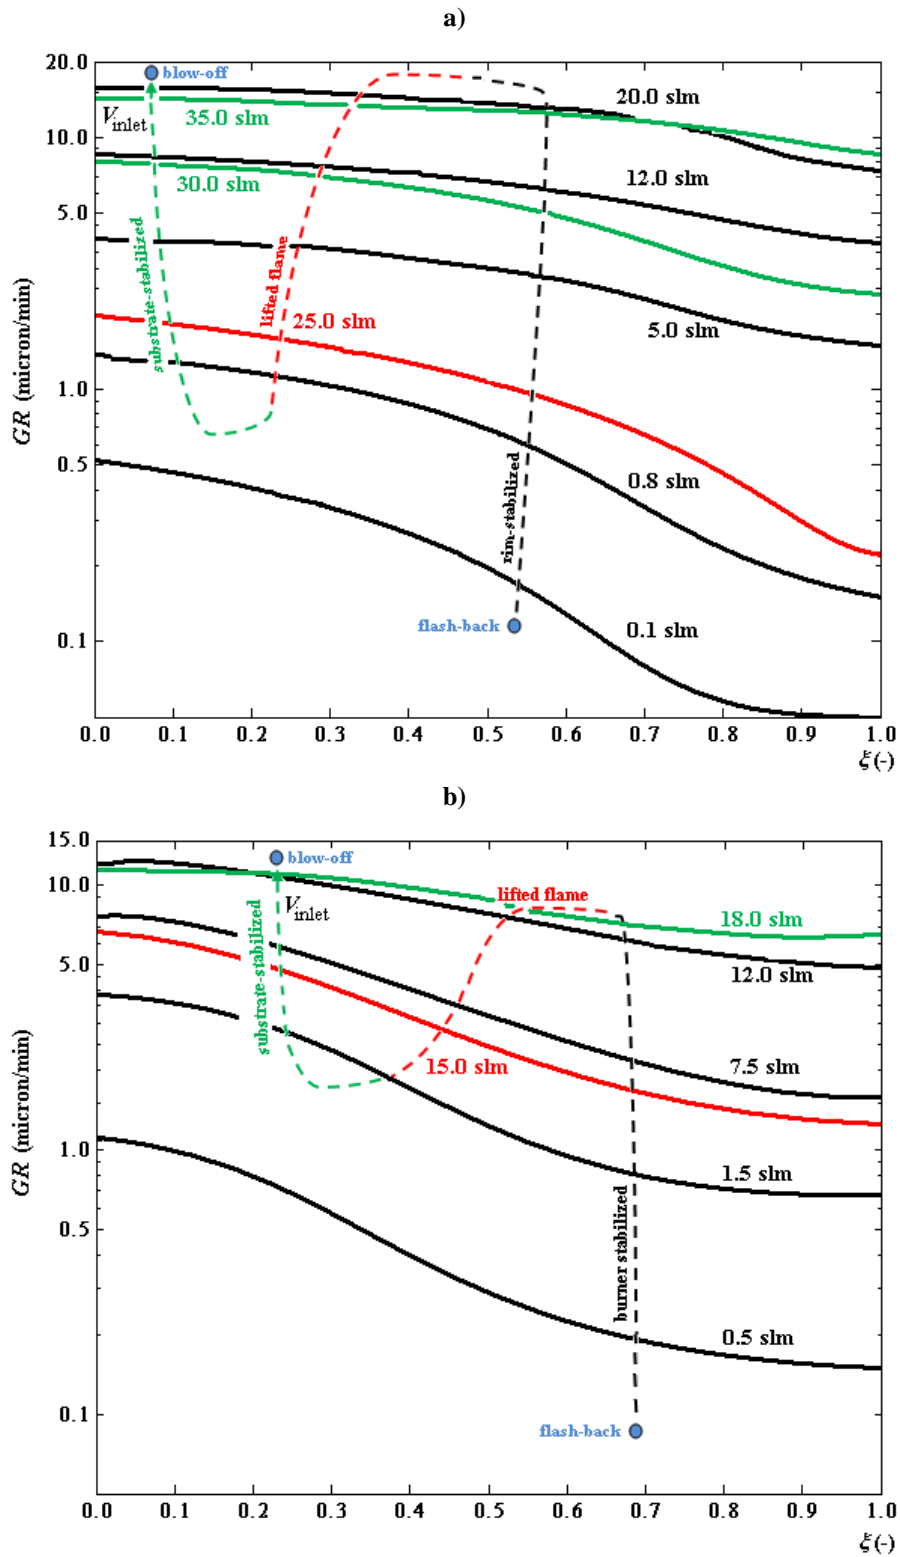 a)
20.0
blow-off
20.0 slm
V inlet
35.0 slm
10.0
12.0 slm
30.0 slm
5.0
substrate-stabilized
lifted flame
25.0 slm
5.0 slm
GR (micron/min)
1.0
0.5
0.8 slm
rim-stabilized
flash-back
0.1 slm
0.1
0.0 0.1 0.2 0.3 0.4 0.5 0.6 0.7 0.8 0.9 1.0
ξ (-)
b)
15.0
blow-off
10.0
lifted flame
V inlet
18.0 slm
substrate-stabilized
5.0
12.0 slm
15.0 slm
7.5 slm
GR (micron/min)
1.0
1.5 slm
0.5
burner stabilized
0.5 slm
0.1
flash-back
0.0 0.1 0.2 0.3 0.4 0.5 0.6 0.7 0.8 0.9 1.0
ξ (-)